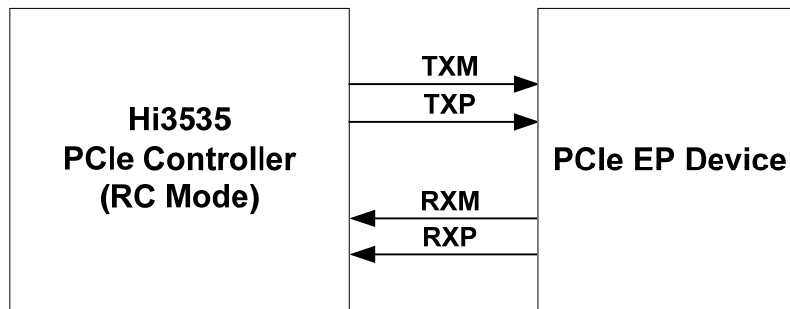 Hi3535
PCIe Controller
(RC Mode)
TXM
TXP
RXM
RXP
PCIe EP Device